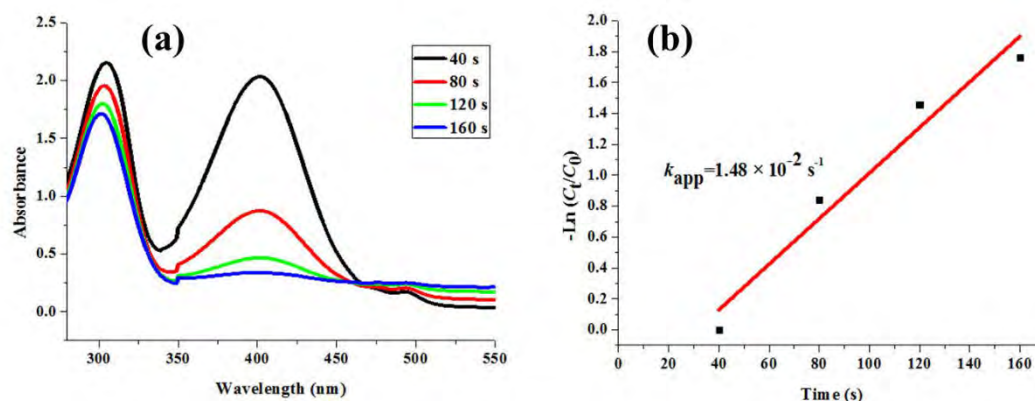 (a)
2.5
2.0
1.5
1.0
0.5
0.0
Absorbance
300 350 400 450 500 550
Wavelength (nm)
40 s
80 s
120 s
160 s
(b)
2.0
1.8
1.6
1.4
1.2
1.0
0.8
0.6
0.4
0.2
0.0
-Ln (Ct/C0)
kapp=1.48 × 10-2 s-1
0 20 40 60 80 100 120 140 160
Time (s)